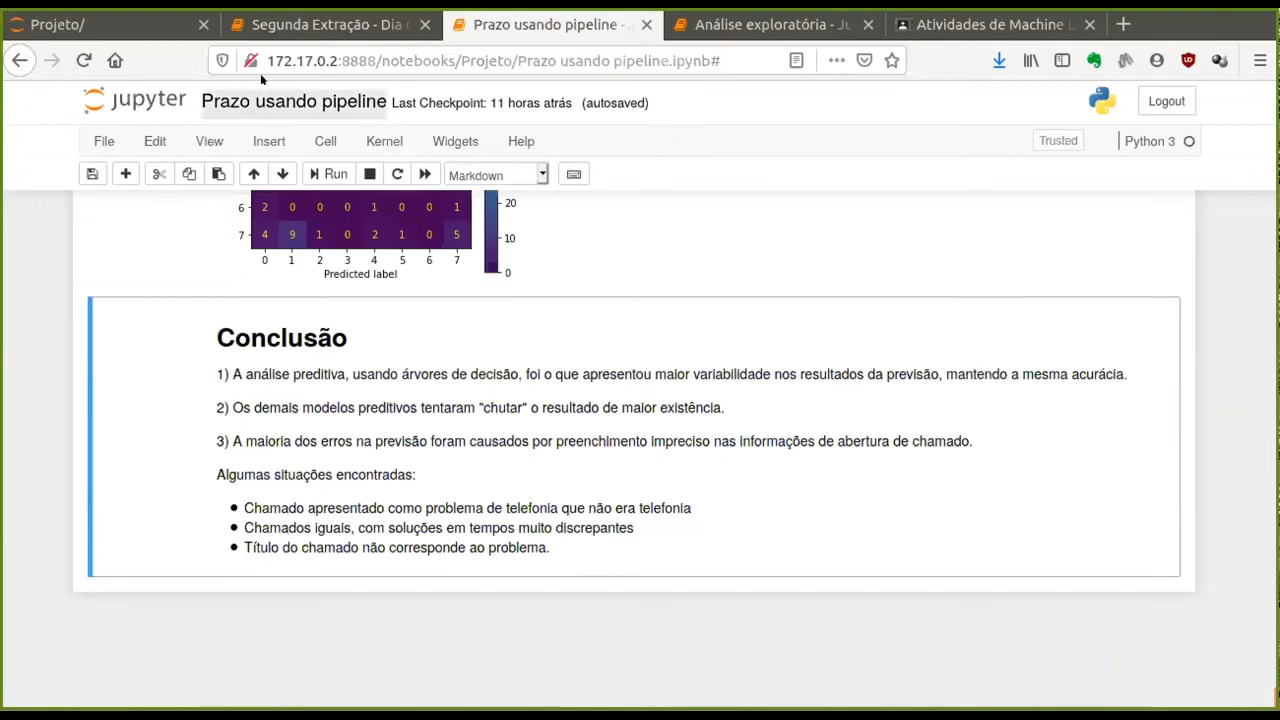 Projeto/
Segunda Extração - Dia
Prazo usando pipeline -
Análise exploratória - Ju
Atividades de Machine L
172.17.0.2:8888/notebooks/Projeto/Prazo usando pipeline.ipynb#
jupyter Prazo usando pipeline Last Checkpoint: 11 horas atrás (autosaved)
Logout
File Edit View Insert Cell Kernel Widgets Help
Trusted
Python 3
Run
Markdown
6 2 0 0 0 1 0 0 1 20
7 4 9 1 0 2 1 0 5 10
0 1 2 3 4 5 6 7 0
Predicted label
Conclusão
1) A análise preditiva, usando árvores de decisão, foi o que apresentou maior variabilidade nos resultados da previsão, mantendo a mesma acurácia.
2) Os demais modelos preditivos tentaram "chutar" o resultado de maior existência.
3) A maioria dos erros na previsão foram causados por preenchimento impreciso nas informações de abertura de chamado.
Algumas situações encontradas:
● Chamado apresentado como problema de telefonia que não era telefonia
● Chamados iguais, com soluções em tempos muito discrepantes
● Título do chamado não corresponde ao problema.